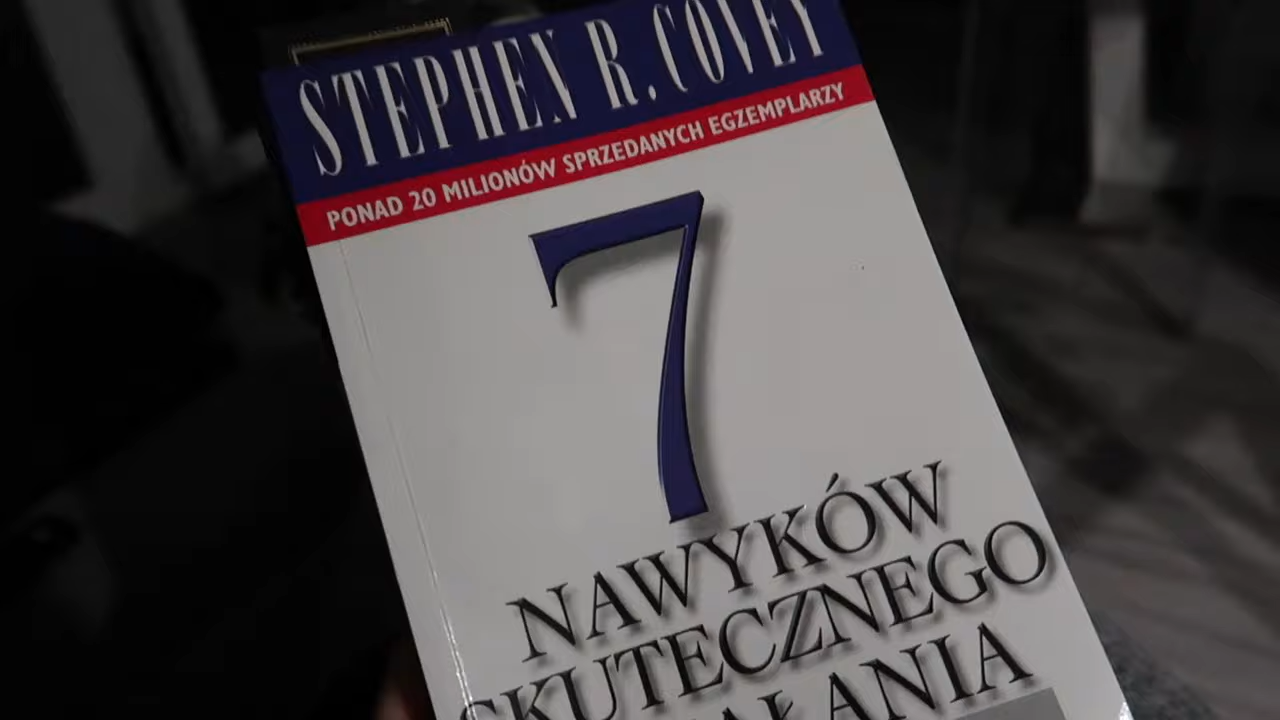 STEPHEN R. COVEY
PONAD 20 MILIONÓW SPRZEDANYCH EGZEMPLARZY
7
NAWYKÓW
SKUTECZNEGO